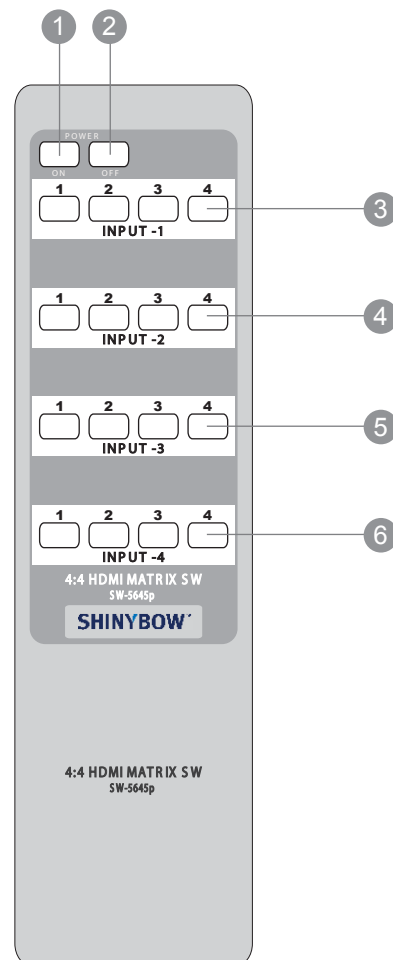 1 2
POWER
ON OFF
1 2 3 4
3
INPUT -1
1 2 3 4
4
INPUT -2
1 2 3 4
5
INPUT -3
1 2 3 4
6
INPUT -4
4:4 HDMI MATRIX SW
SW-5645p
SHINYBOW
4:4 HDMI MATRIX SW
SW-5645p